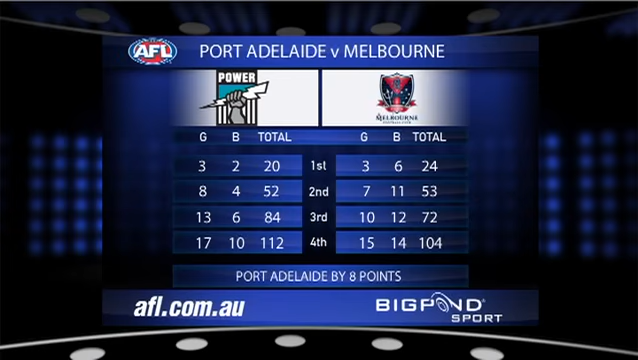 AFL
PORT ADELAIDE v MELBOURNE
POWER
MELBOURNE
FOOTBALL CLUB
G B TOTAL G B TOTAL
3 2 20 1st 3 6 24
8 4 52 2nd 7 11 53
13 6 84 3rd 10 12 72
17 10 112 4th 15 14 104
PORT ADELAIDE BY 8 POINTS
afl.com.au
BIGPOND
SPORT